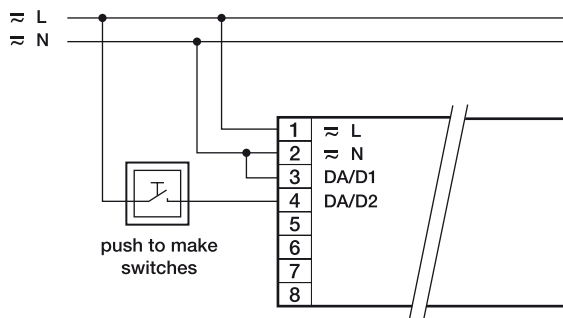 ≂ L
≂ N
1 ≂ L
2 ≂ N
3 DA/D1
4 DA/D2
5
6
7
8
push to make
switches